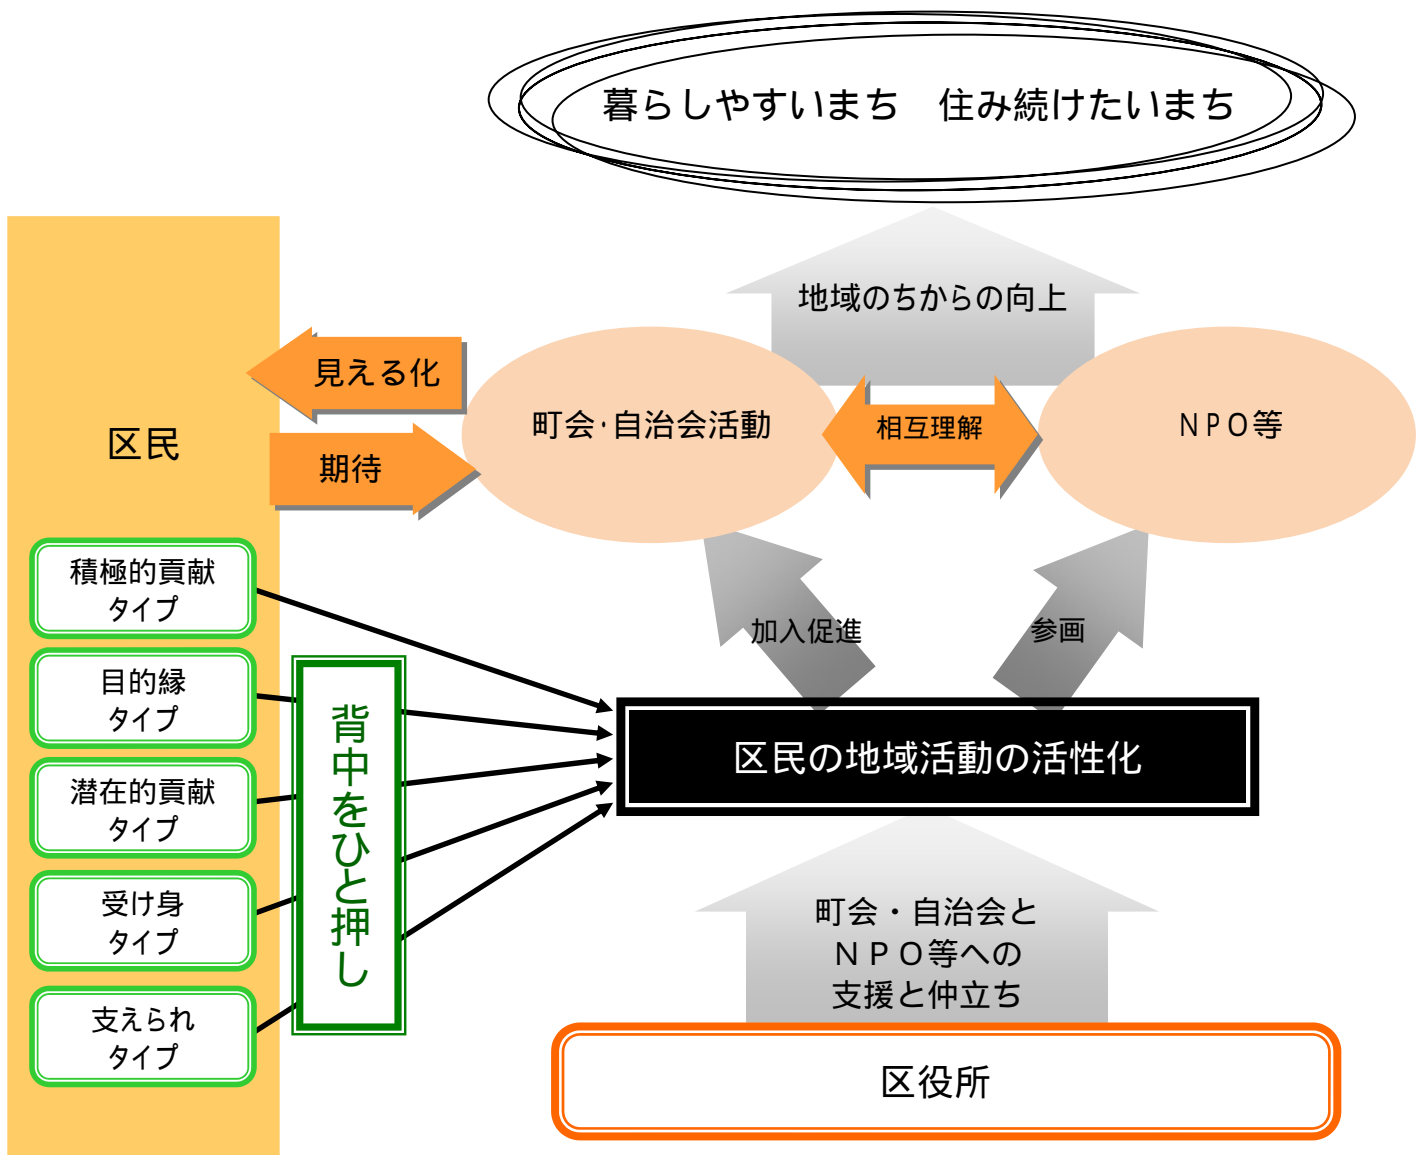 暮らしやすいまち　住み続けたいまち
地域のちからの向上
見える化
町会･自治会活動
相互理解
ＮＰＯ等
区民
期待
積極的貢献
タイプ
加入促進
参画
目的縁
タイプ
背中をひと押し
区民の地域活動の活性化
潜在的貢献
タイプ
受け身
タイプ
町会・自治会と
ＮＰＯ等への
支援と仲立ち
支えられ
タイプ
区役所